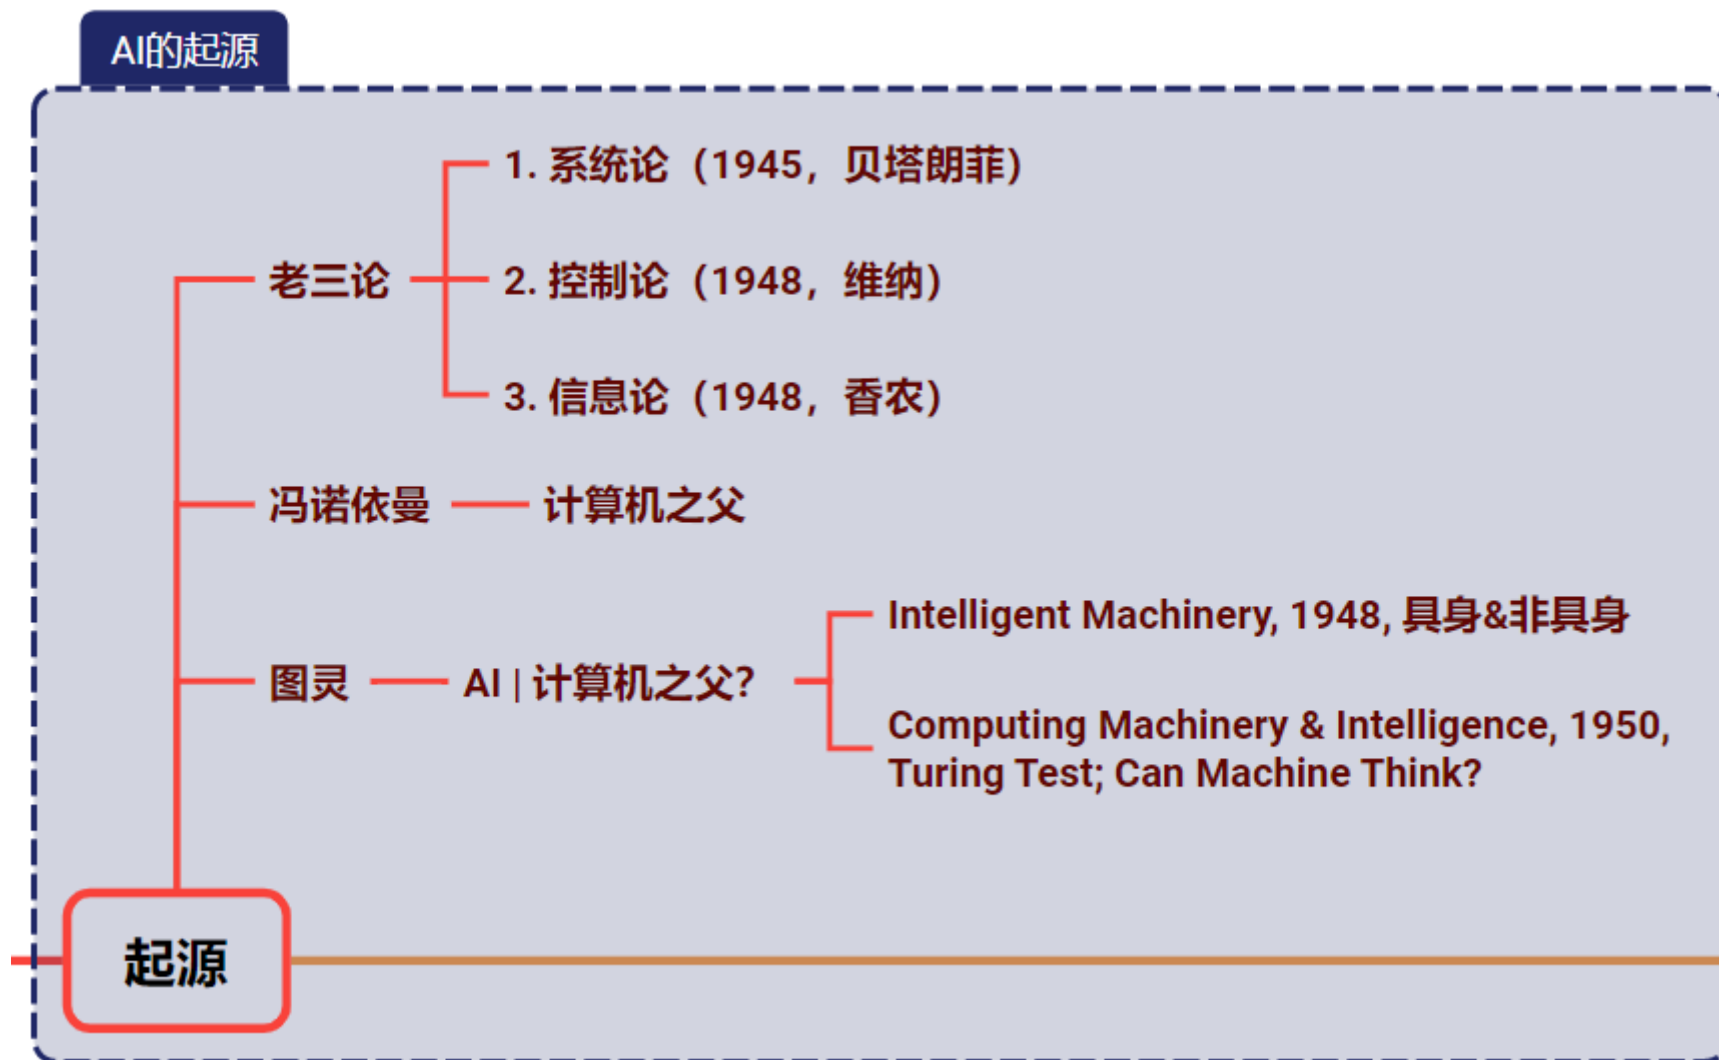 AI的起源
1. 系统论（1945，贝塔朗菲）
老三论
2. 控制论（1948，维纳）
3. 信息论（1948，香农）
冯诺依曼
计算机之父
图灵
AI | 计算机之父?
Intelligent Machinery, 1948, 具身&非具身
Computing Machinery & Intelligence, 1950,
Turing Test; Can Machine Think?
起源